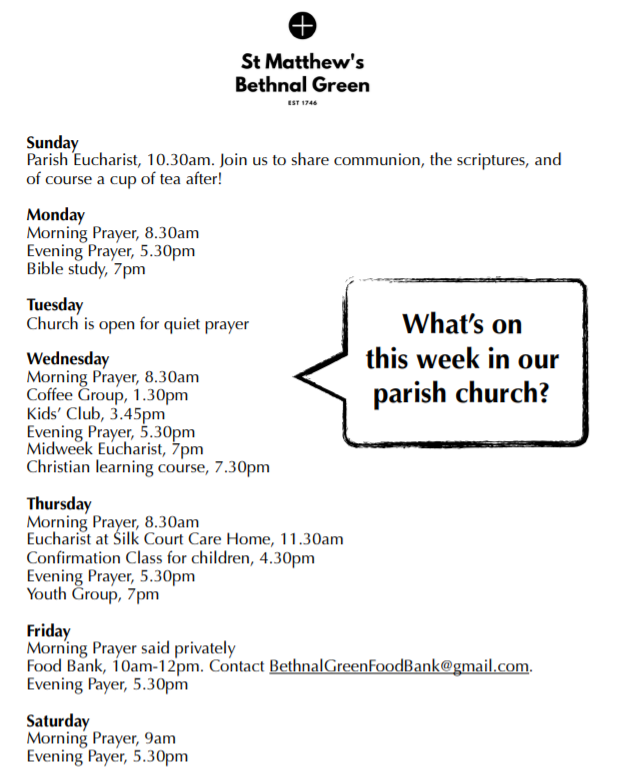 St Matthew's
Bethnal Green
EST 1746
Sunday
Parish Eucharist, 10.30am. Join us to share communion, the scriptures, and
of course a cup of tea after!
Monday
Morning Prayer, 8.30am
Evening Prayer, 5.30pm
Bible study, 7pm
Tuesday
Church is open for quiet prayer
Wednesday
Morning Prayer, 8.30am
Coffee Group, 1.30pm
Kids’ Club, 3.45pm
Evening Prayer, 5.30pm
Midweek Eucharist, 7pm
Christian learning course, 7.30pm
What’s on
this week in our
parish church?
Thursday
Morning Prayer, 8.30am
Eucharist at Silk Court Care Home, 11.30am
Confirmation Class for children, 4.30pm
Evening Prayer, 5.30pm
Youth Group, 7pm
Friday
Morning Prayer said privately
Food Bank, 10am-12pm. Contact BethnalGreenFoodBank@gmail.com.
Evening Payer, 5.30pm
Saturday
Morning Prayer, 9am
Evening Payer, 5.30pm